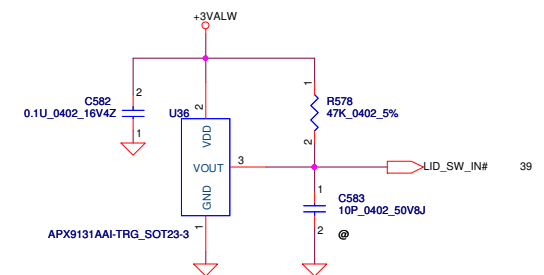 +3VALW
C582
0.1U_0402_16V4Z
2
1
U36
2
VDD
VOUT
3
GND
1
APX9131AAI-TRG_SOT23-3
1
R578
47K_0402_5%
2
LID_SW_IN#
39
1
C583
10P_0402_50V8J
2
@